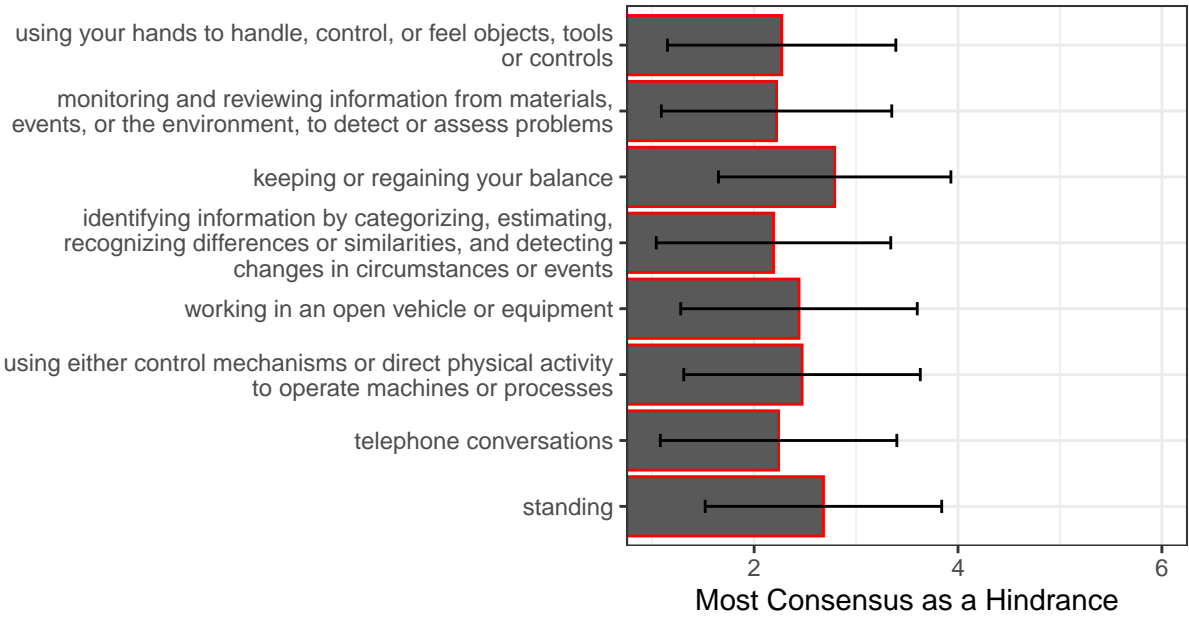 using your hands to handle, control, or feel objects, tools
or controls
monitoring and reviewing information from materials,
events, or the environment, to detect or assess problems
keeping or regaining your balance
identifying information by categorizing, estimating,
recognizing differences or similarities, and detecting
changes in circumstances or events
working in an open vehicle or equipment
using either control mechanisms or direct physical activity
to operate machines or processes
telephone conversations
standing
2 4 6
Most Consensus as a Hindrance